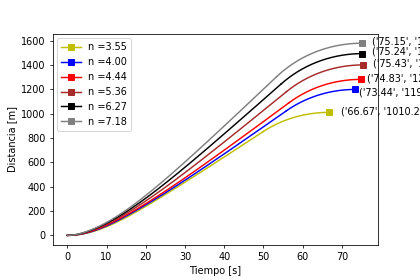 1600
1400
1200
1000
800
600
400
200
0
Distancia [m]
n =3.55
n =4.00
n =4.44
n =5.36
n =6.27
n =7.18
('75.15', '
('75.24', '
('75.43', '
('74.83', '12
('73.44', '119
('66.67', '1010.2
0 10 20 30 40 50 60 70
Tiempo [s]